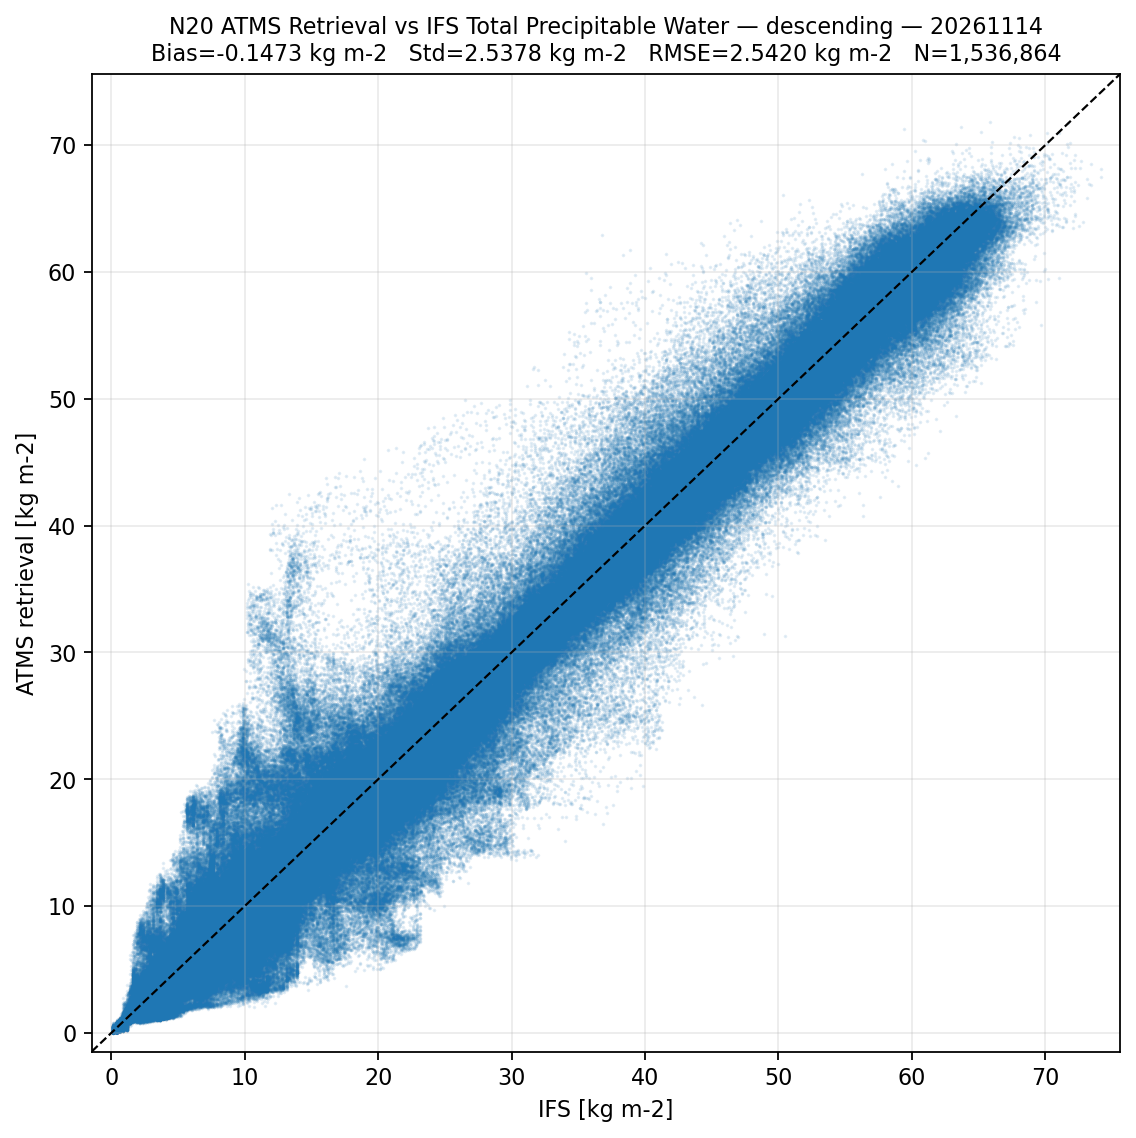 N20 ATMS Retrieval vs IFS Total Precipitable Water — descending — 20261114
Bias=-0.1473 kg m-2   Std=2.5378 kg m-2   RMSE=2.5420 kg m-2   N=1,536,864
70
60
50
40
30
20
10
0
ATMS retrieval [kg m-2]
0 10 20 30 40 50 60 70
IFS [kg m-2]